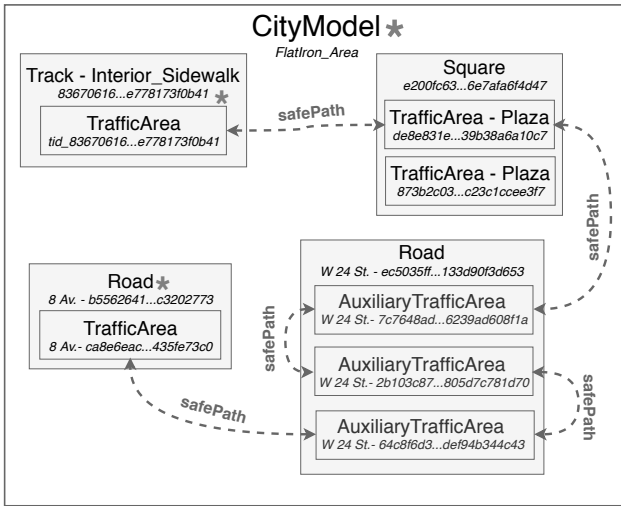 CityModel *
FlatIron_Area
Track - Interior_Sidewalk
83670616...e778173f0b41 *
TrafficArea
tid_83670616...e778173f0b41
safePath
Square
e200fc63...6e7afa6f4d47
TrafficArea - Plaza
de8e831e...39b38a6a10c7
TrafficArea - Plaza
873b2c03...c23c1ccee3f7
safePath
Road *
8 Av. - b5562641...c3202773
TrafficArea
8 Av.- ca8e6eac...435fe73c0
safePath
Road
W 24 St. - ec5035ff...133d90f3d653
AuxiliaryTrafficArea
W 24 St.- 7c7648ad...6239ad608f1a
safePath
AuxiliaryTrafficArea
W 24 St.- 2b103c87...805d7c781d70
safePath
AuxiliaryTrafficArea
W 24 St.- 64c8f6d3...def94b344c43